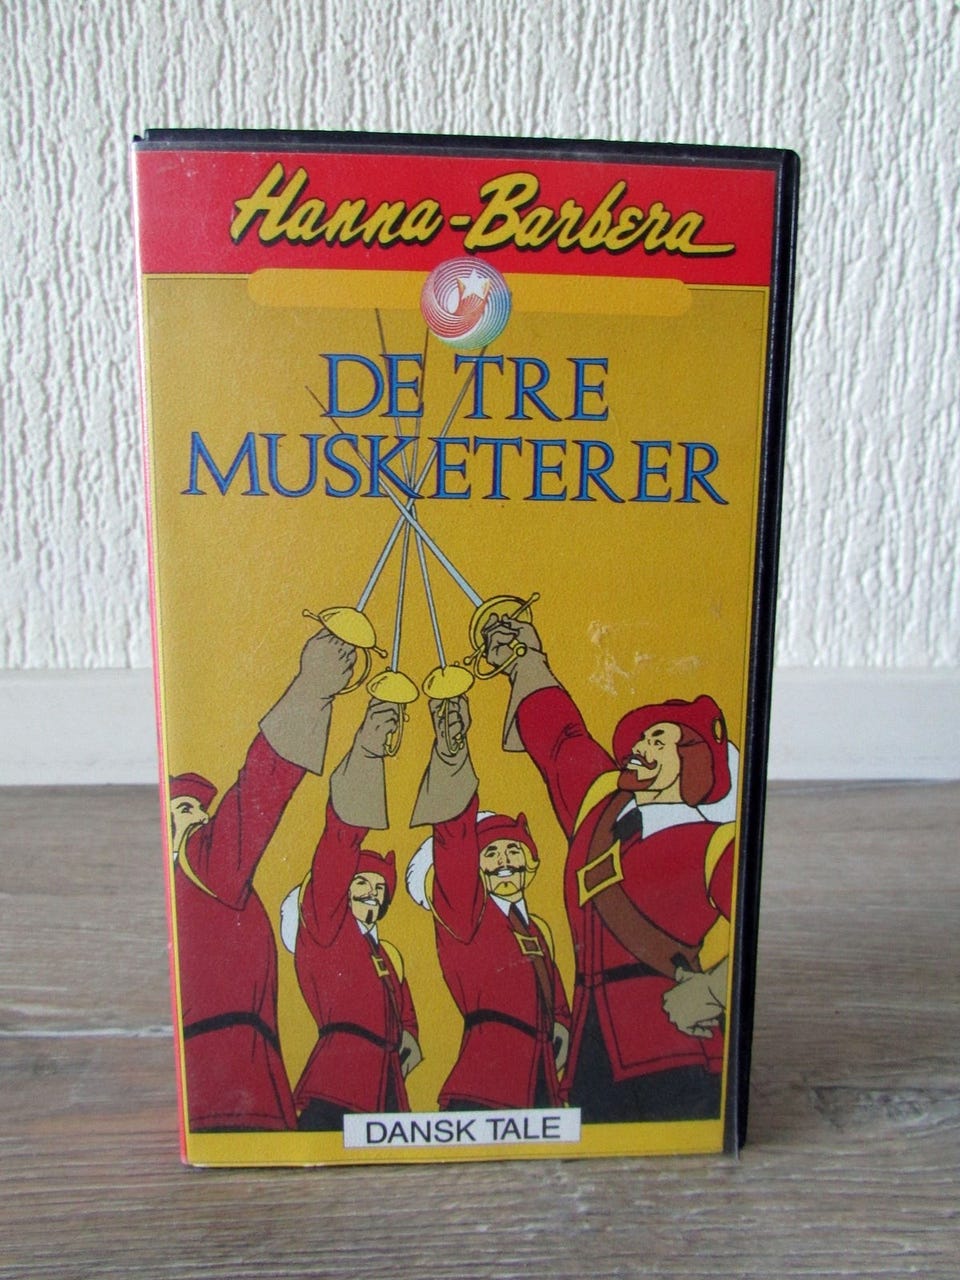 Hanna-Barbera
DE TRE
MUSKETERER
DANSK TALE